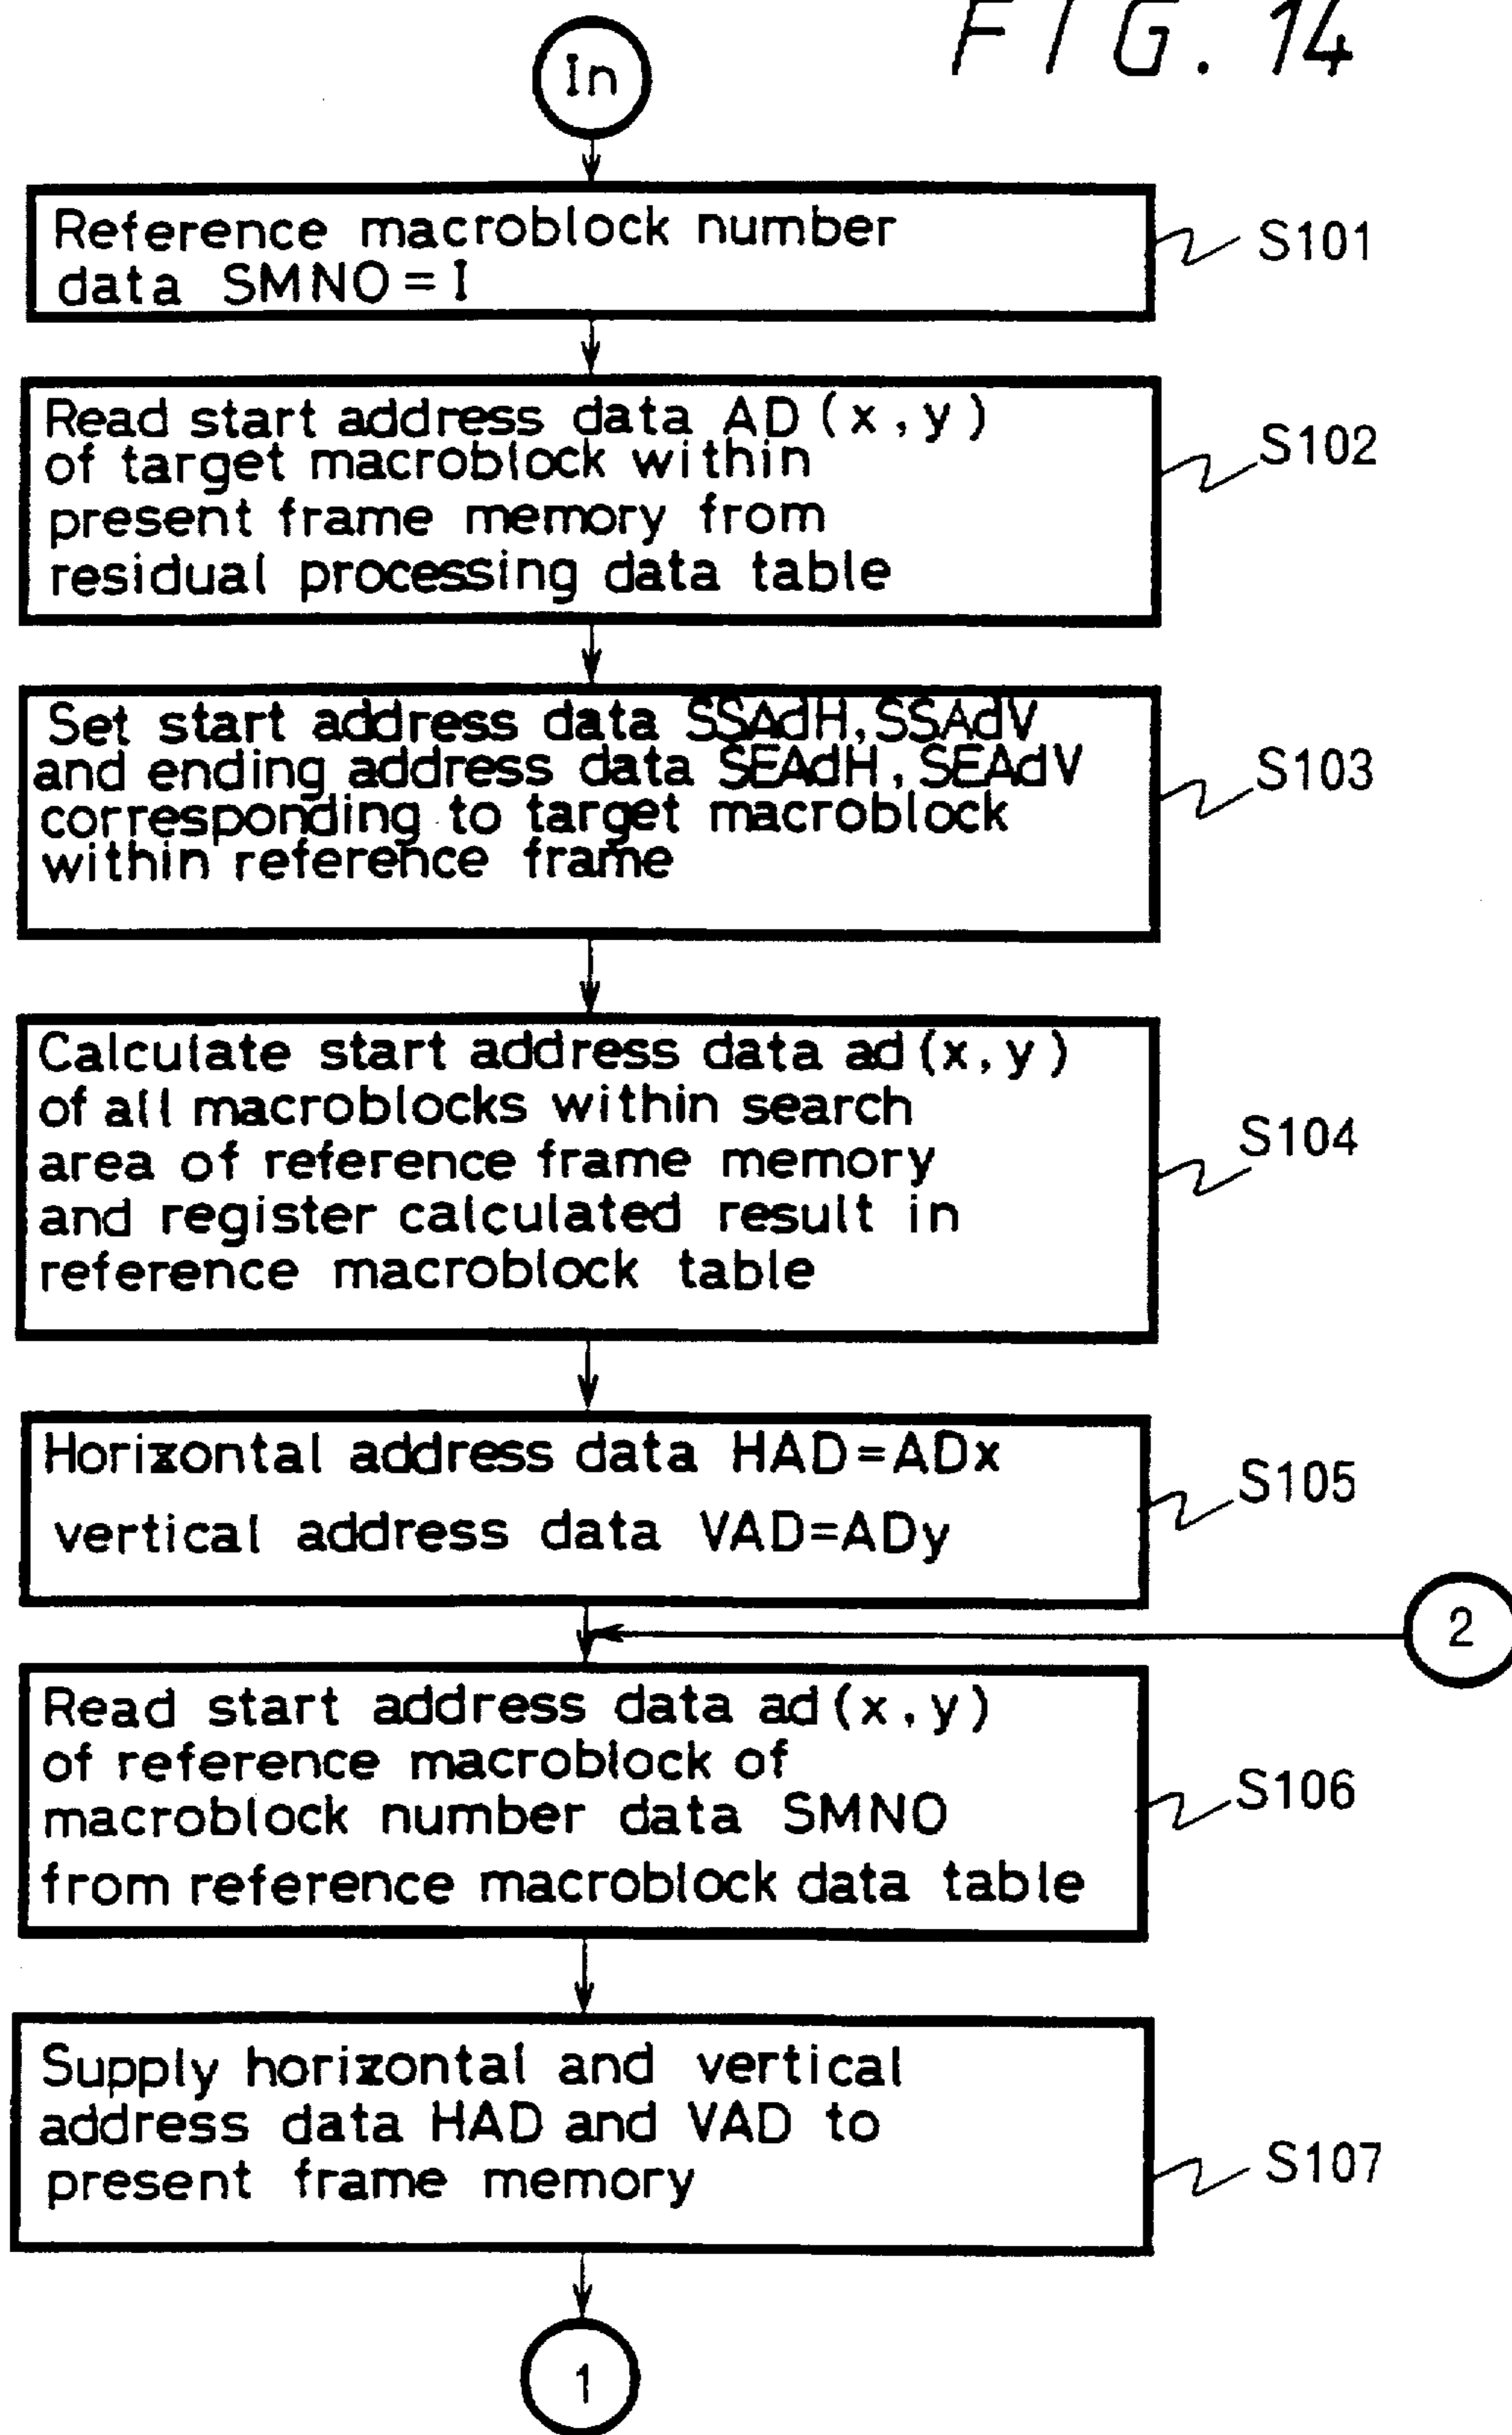 FIG. 14
In
Reference macroblock number
data SMNO=I
S101
Read start address data AD(x,y)
of target macroblock within
present frame memory from
residual processing data table
S102
Set start address data SSAdH,SSAdV
and ending address data SEAdH,SEAdV
corresponding to target macroblock
within reference frame
S103
Calculate start address data ad(x,y)
of all macroblocks within search
area of reference frame memory
and register calculated result in
reference macroblock table
S104
Horizontal address data HAD=ADx
vertical address data VAD=ADy
S105
2
Read start address data ad(x,y)
of reference macroblock of
macroblock number data SMNO
from reference macroblock data table
S106
Supply horizontal and vertical
address data HAD and VAD to
present frame memory
S107
1